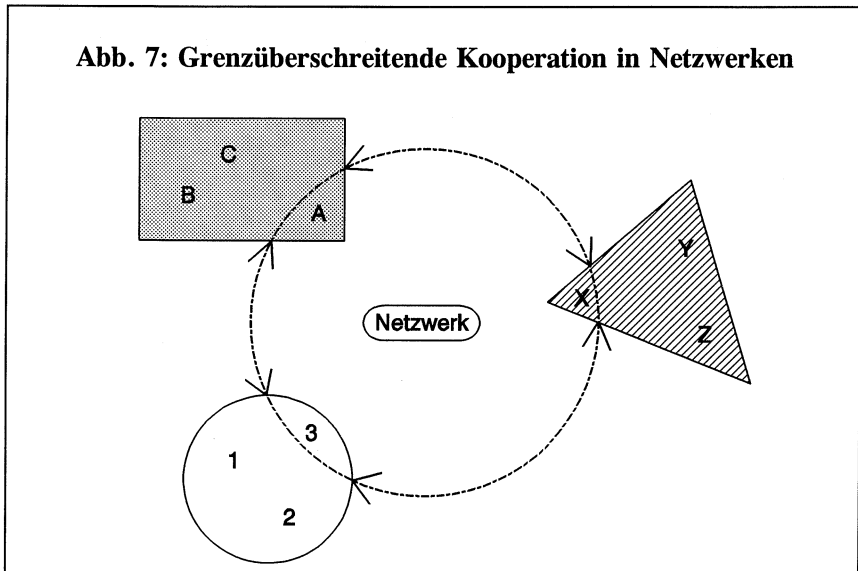 Abb. 7: Grenzüberschreitende Kooperation in Netzwerken
C
B
A
Y
X
Z
Netzwerk
3
1
2